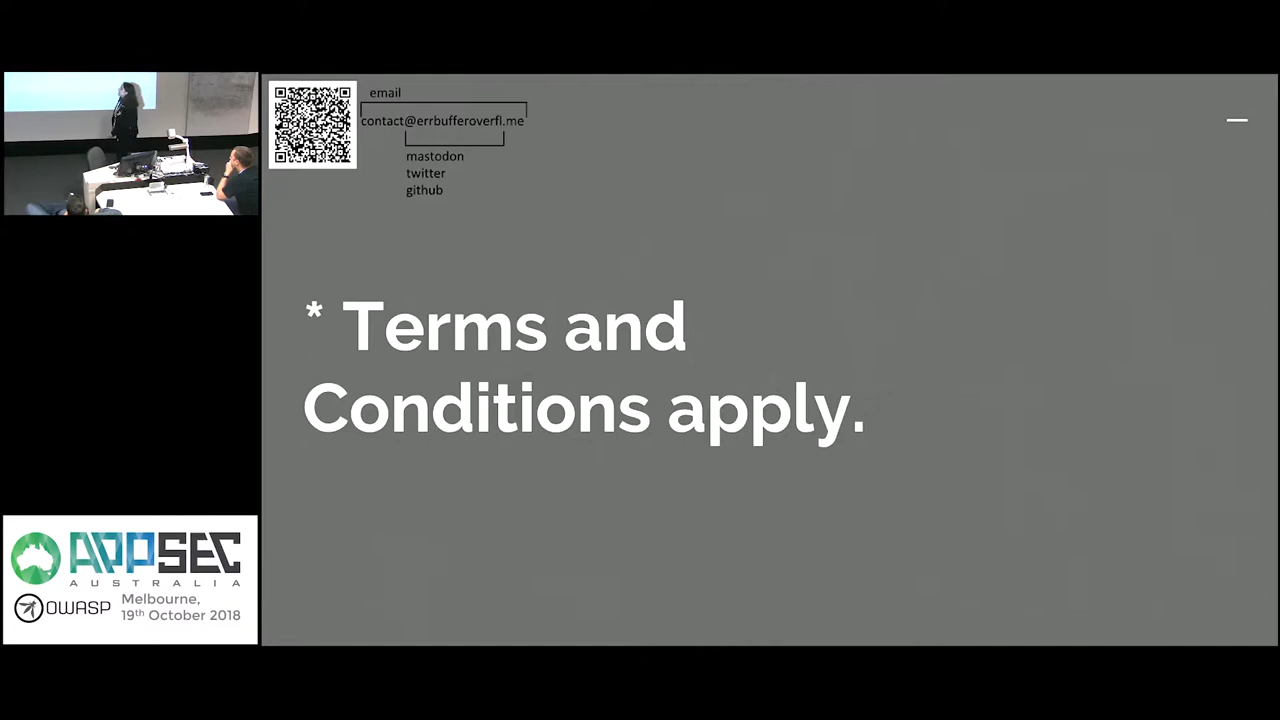 email
contact@errbufferoverfl.me
mastodon
twitter
github
* Terms and
Conditions apply.
APPSEC
AUSTRALIA
OWASP
Melbourne,
19th October 2018